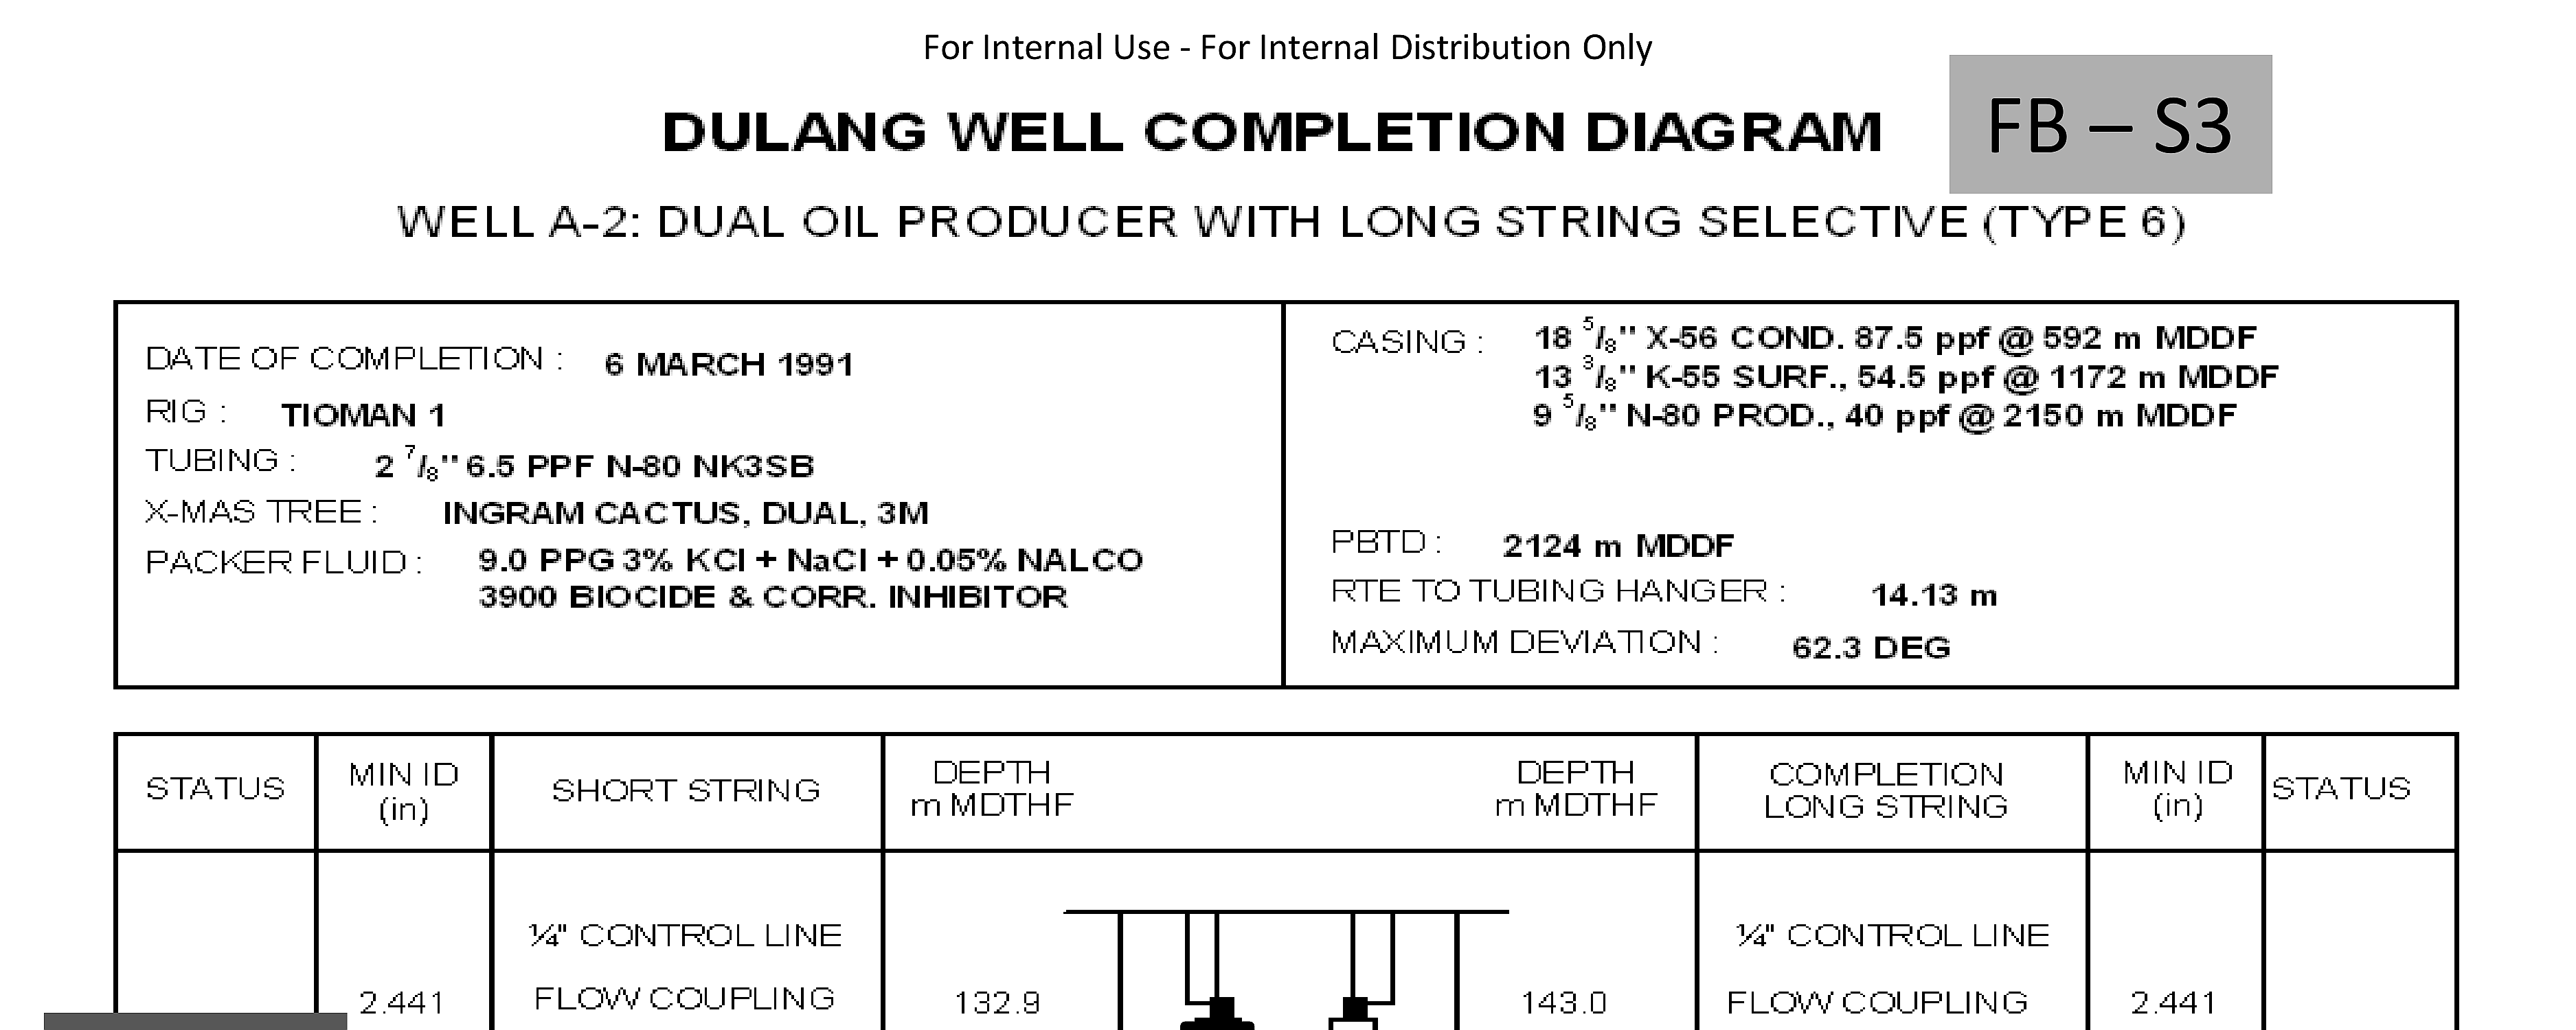 For Internal Use - For Internal Distribution Only
DULANG WELL COMPLETION DIAGRAM
FB – S3
WELL A-2: DUAL OIL PRODUCER WITH LONG STRING SELECTIVE (TYPE 6)
DATE OF COMPLETION : 6 MARCH 1991
RIG : TIOMAN 1
TUBING : 2 7/8" 6.5 PPF N-80 NK3SB
X-MAS TREE : INGRAM CACTUS, DUAL, 3M
PACKER FLUID : 9.0 PPG 3% KCl + NaCl + 0.05% NALCO
3900 BIOCIDE & CORR. INHIBITOR
CASING : 18 5/8" X-56 COND. 87.5 ppf @ 592 m MDDF
13 3/8" K-55 SURF., 54.5 ppf @ 1172 m MDDF
9 5/8" N-80 PROD., 40 ppf @ 2150 m MDDF
PBTD : 2124 m MDDF
RTE TO TUBING HANGER : 14.13 m
MAXIMUM DEVIATION : 62.3 DEG
STATUS
MIN ID
(in)
SHORT STRING
DEPTH
m MDTHF
DEPTH
m MDTHF
COMPLETION
LONG STRING
MIN ID
(in)
STATUS
¼" CONTROL LINE
¼" CONTROL LINE
2.441 FLOW COUPLING 132.9
143.0 FLOW COUPLING 2.441